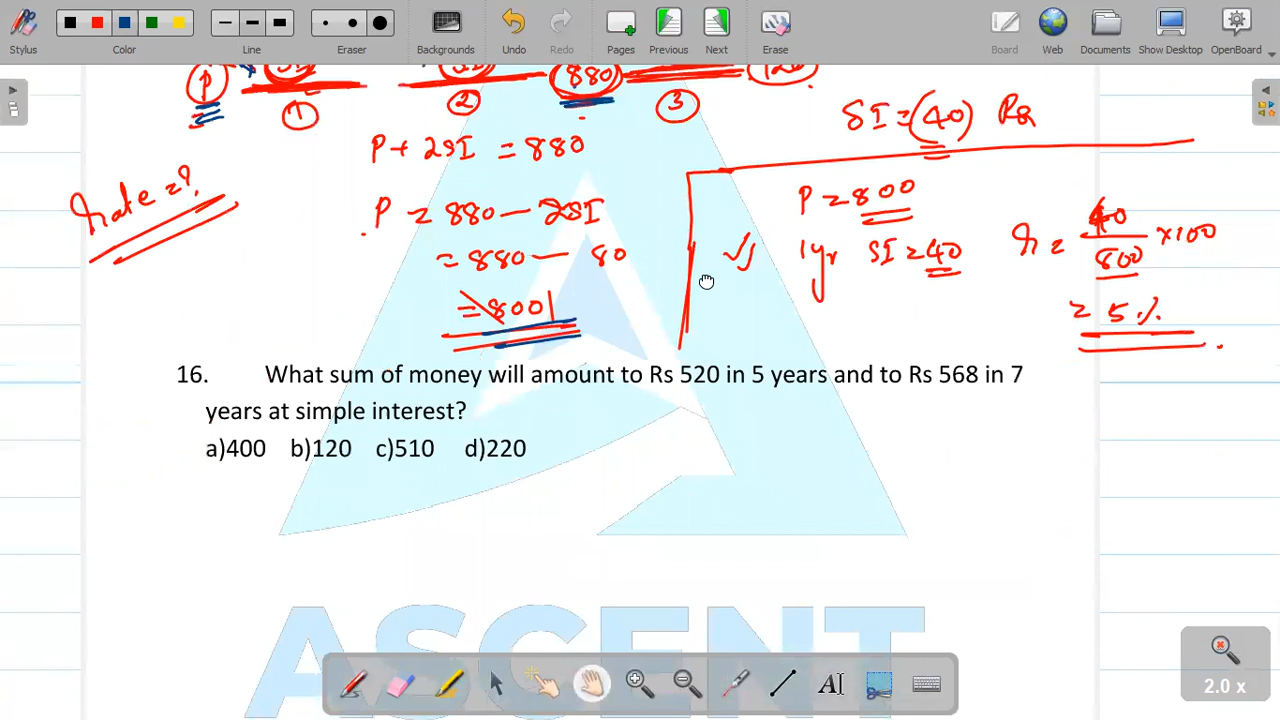 Stylus Color Line Eraser Backgrounds Undo Redo Pages Previous Next Erase Board Web Documents Show Desktop OpenBoard
P SI SI 880
1 2 3
SI = 40 Rs
P + 2SI = 880
rate = ?
P = 880 - 2SI
= 880 - 80
= 800
P = 800
1yr SI = 40
r = 40/800 ×100
= 5%
16. What sum of money will amount to Rs 520 in 5 years and to Rs 568 in 7
years at simple interest?
a)400 b)120 c)510 d)220
ASCENT
2.0 x